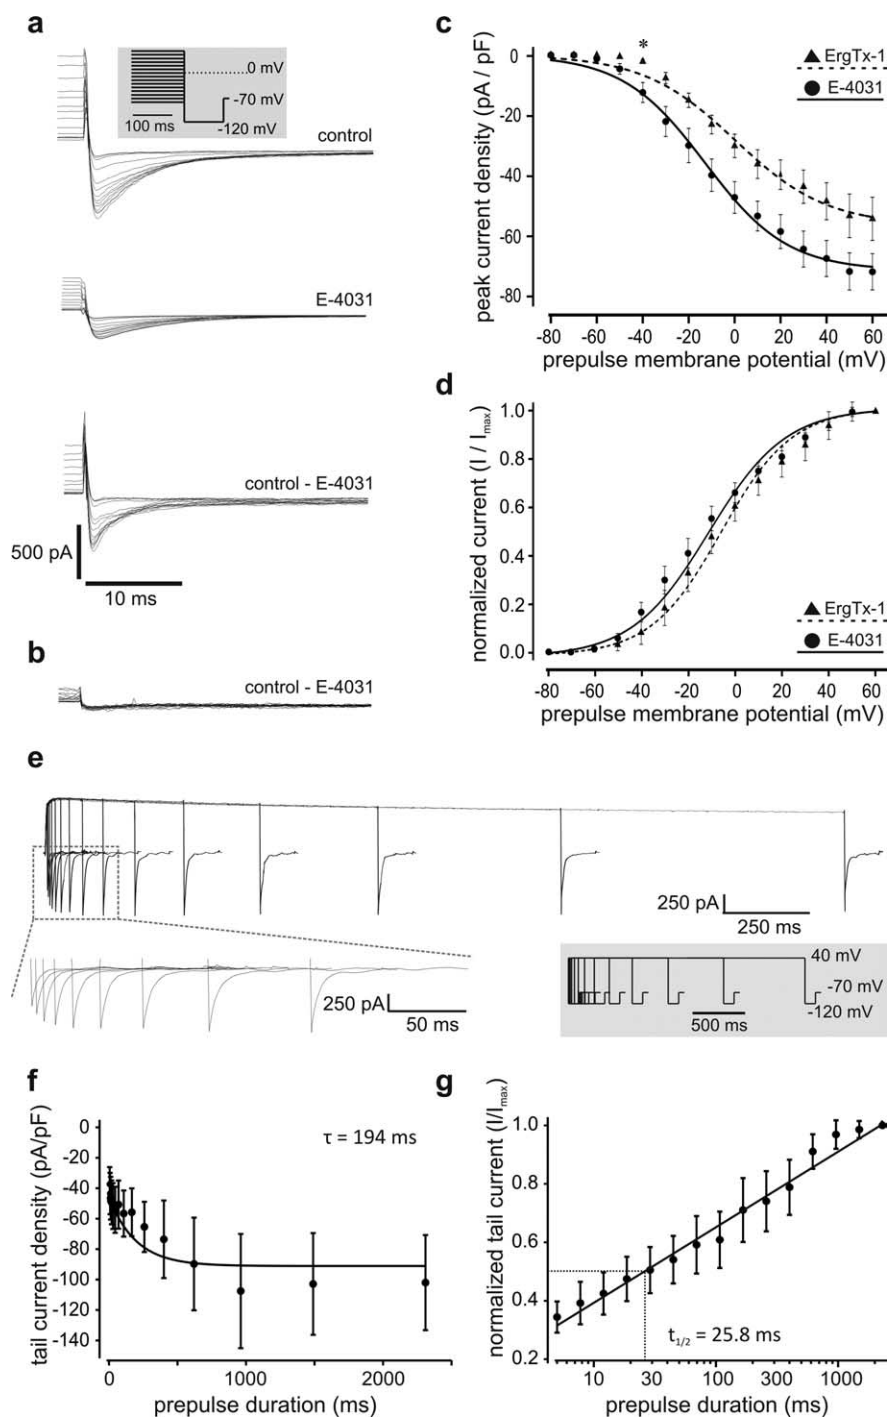 a
0 mV
-70 mV
100 ms
-120 mV
control
E-4031
control - E-4031
500 pA
10 ms
b
control - E-4031
c
peak current density (pA / pF)
0
-20
-40
-60
-80
*
ErgTx-1
E-4031
-80 -60 -40 -20 0 20 40 60
prepulse membrane potential (mV)
d
normalized current (I / Imax)
1.0
0.8
0.6
0.4
0.2
0.0
ErgTx-1
E-4031
-80 -60 -40 -20 0 20 40 60
prepulse membrane potential (mV)
e
250 pA
250 ms
250 pA
50 ms
40 mV
-70 mV
-120 mV
500 ms
f
tail current density (pA/pF)
0
-20
-40
-60
-80
-100
-120
-140
τ = 194 ms
0 1000 2000
prepulse duration (ms)
g
normalized tail current (I/Imax)
1.0
0.8
0.6
0.4
0.2
t1/2 = 25.8 ms
10 30 100 300 1000
prepulse duration (ms)